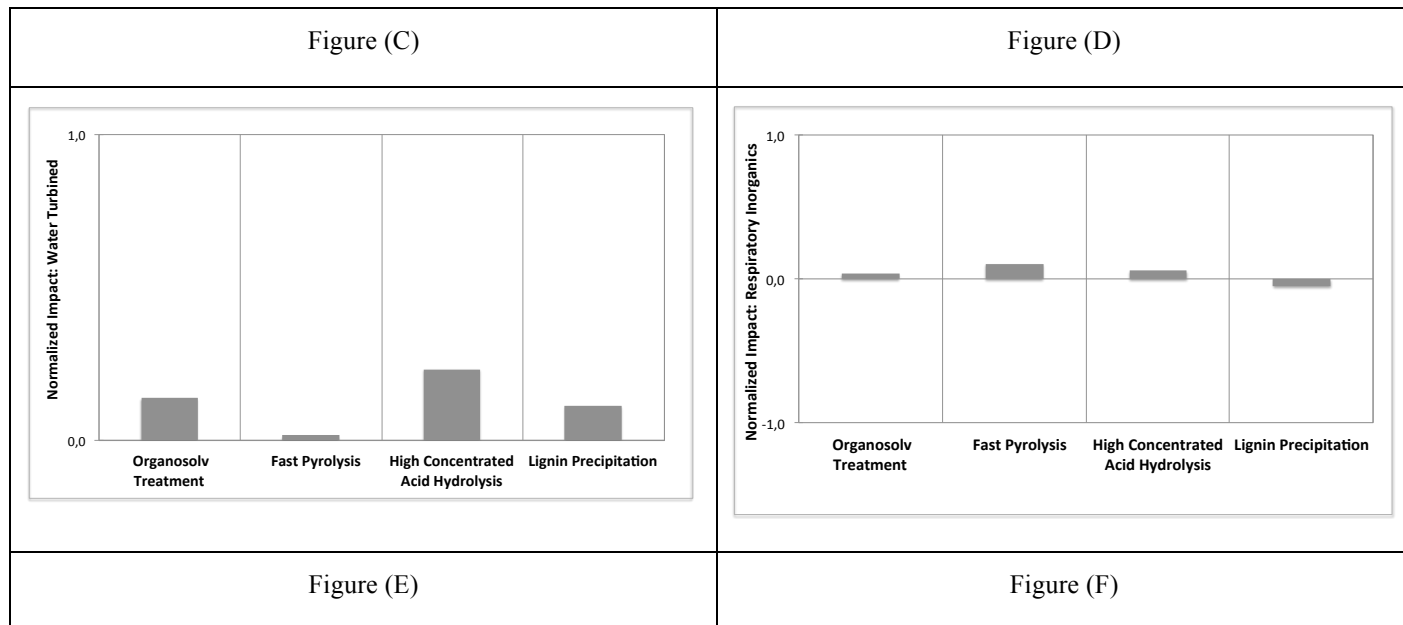 Figure (C)
Figure (D)
Normalized Impact: Water Turbined
1,0
0,0
Organosolv
Treatment
Fast Pyrolysis
High Concentrated
Acid Hydrolysis
Lignin Precipitation
Normalized Impact: Respiratory Inorganics
1,0
0,0
-1,0
Organosolv
Treatment
Fast Pyrolysis
High Concentrated
Acid Hydrolysis
Lignin Precipitation
Figure (E)
Figure (F)